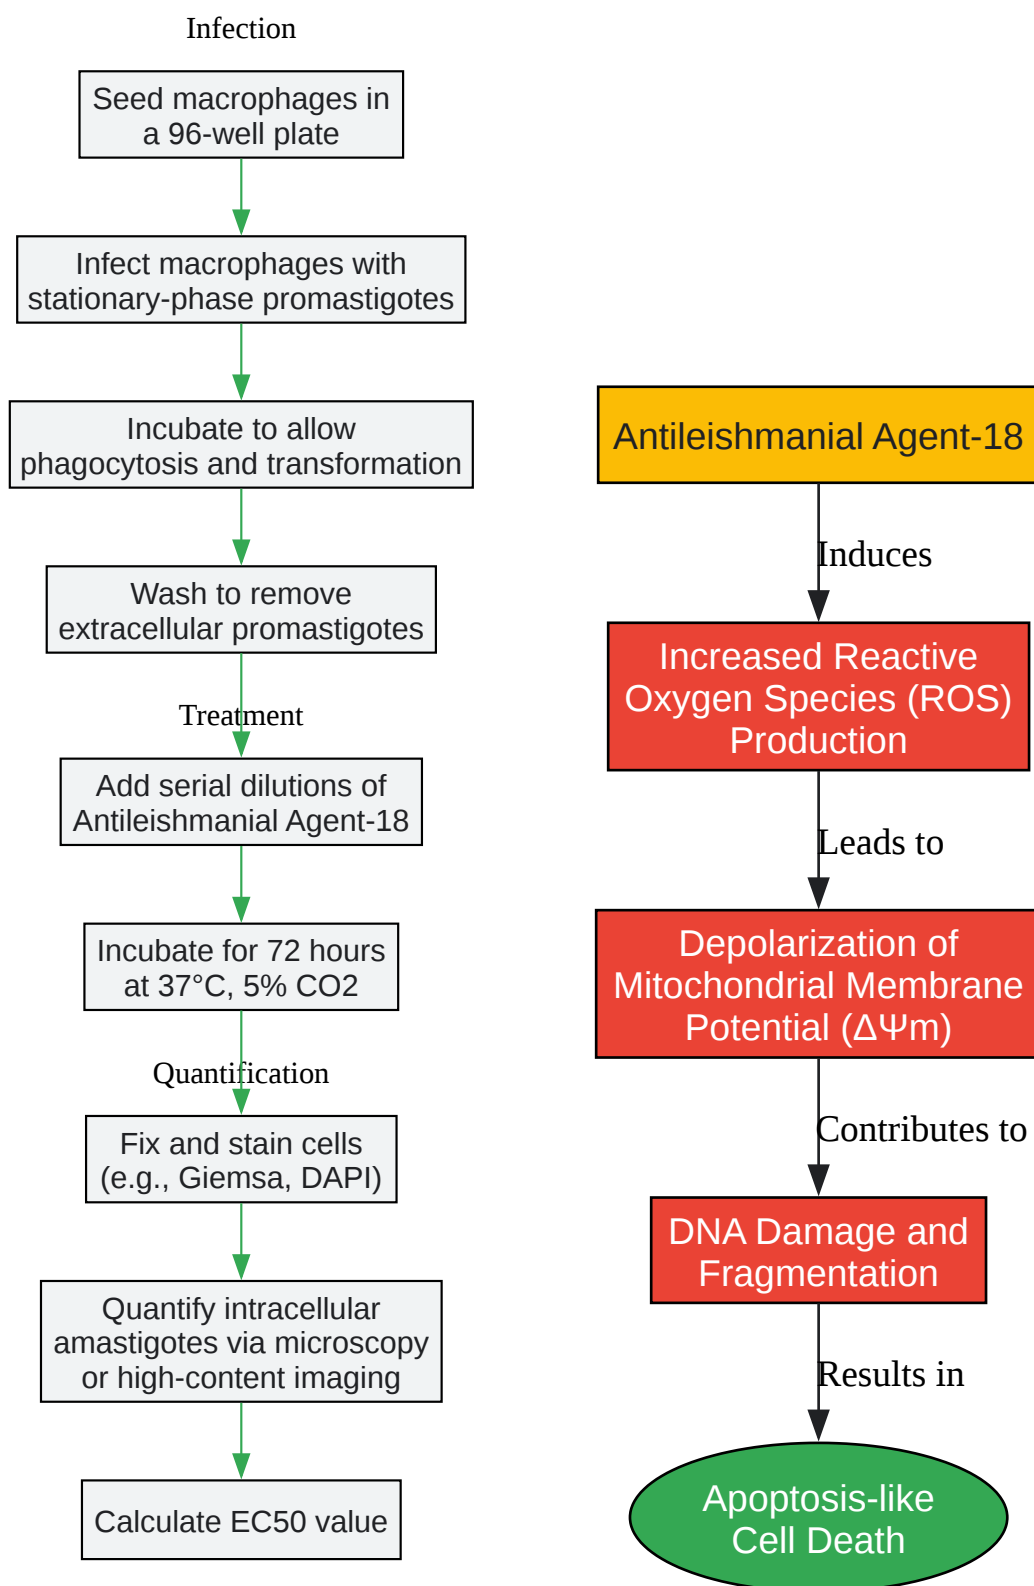 Infection
Seed macrophages in
a 96-well plate
Infect macrophages with
stationary-phase promastigotes
Incubate to allow
phagocytosis and transformation
Wash to remove
extracellular promastigotes
Treatment
Add serial dilutions of
Antileishmanial Agent-18
Incubate for 72 hours
at 37°C, 5% CO2
Quantification
Fix and stain cells
(e.g., Giemsa, DAPI)
Quantify intracellular
amastigotes via microscopy
or high-content imaging
Calculate EC50 value
Antileishmanial Agent-18
Induces
Increased Reactive
Oxygen Species (ROS)
Production
Leads to
Depolarization of
Mitochondrial Membrane
Potential (ΔΨm)
Contributes to
DNA Damage and
Fragmentation
Results in
Apoptosis-like
Cell Death